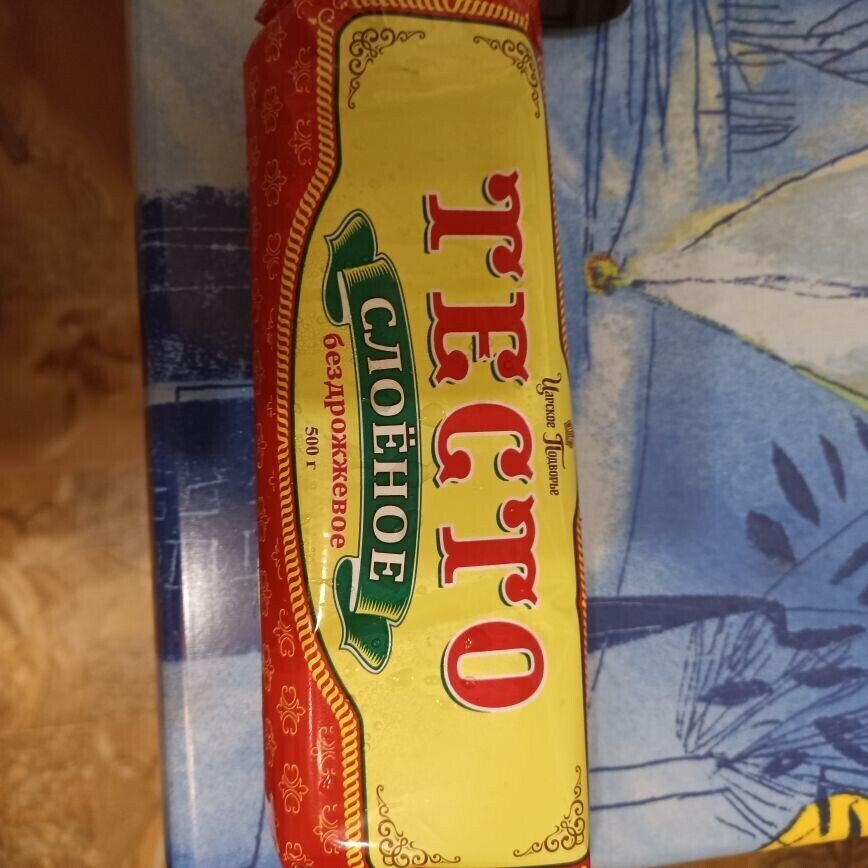 Царское Подворье
ТЕСТО
СЛОЁНОЕ
бездрожжевое
500 г